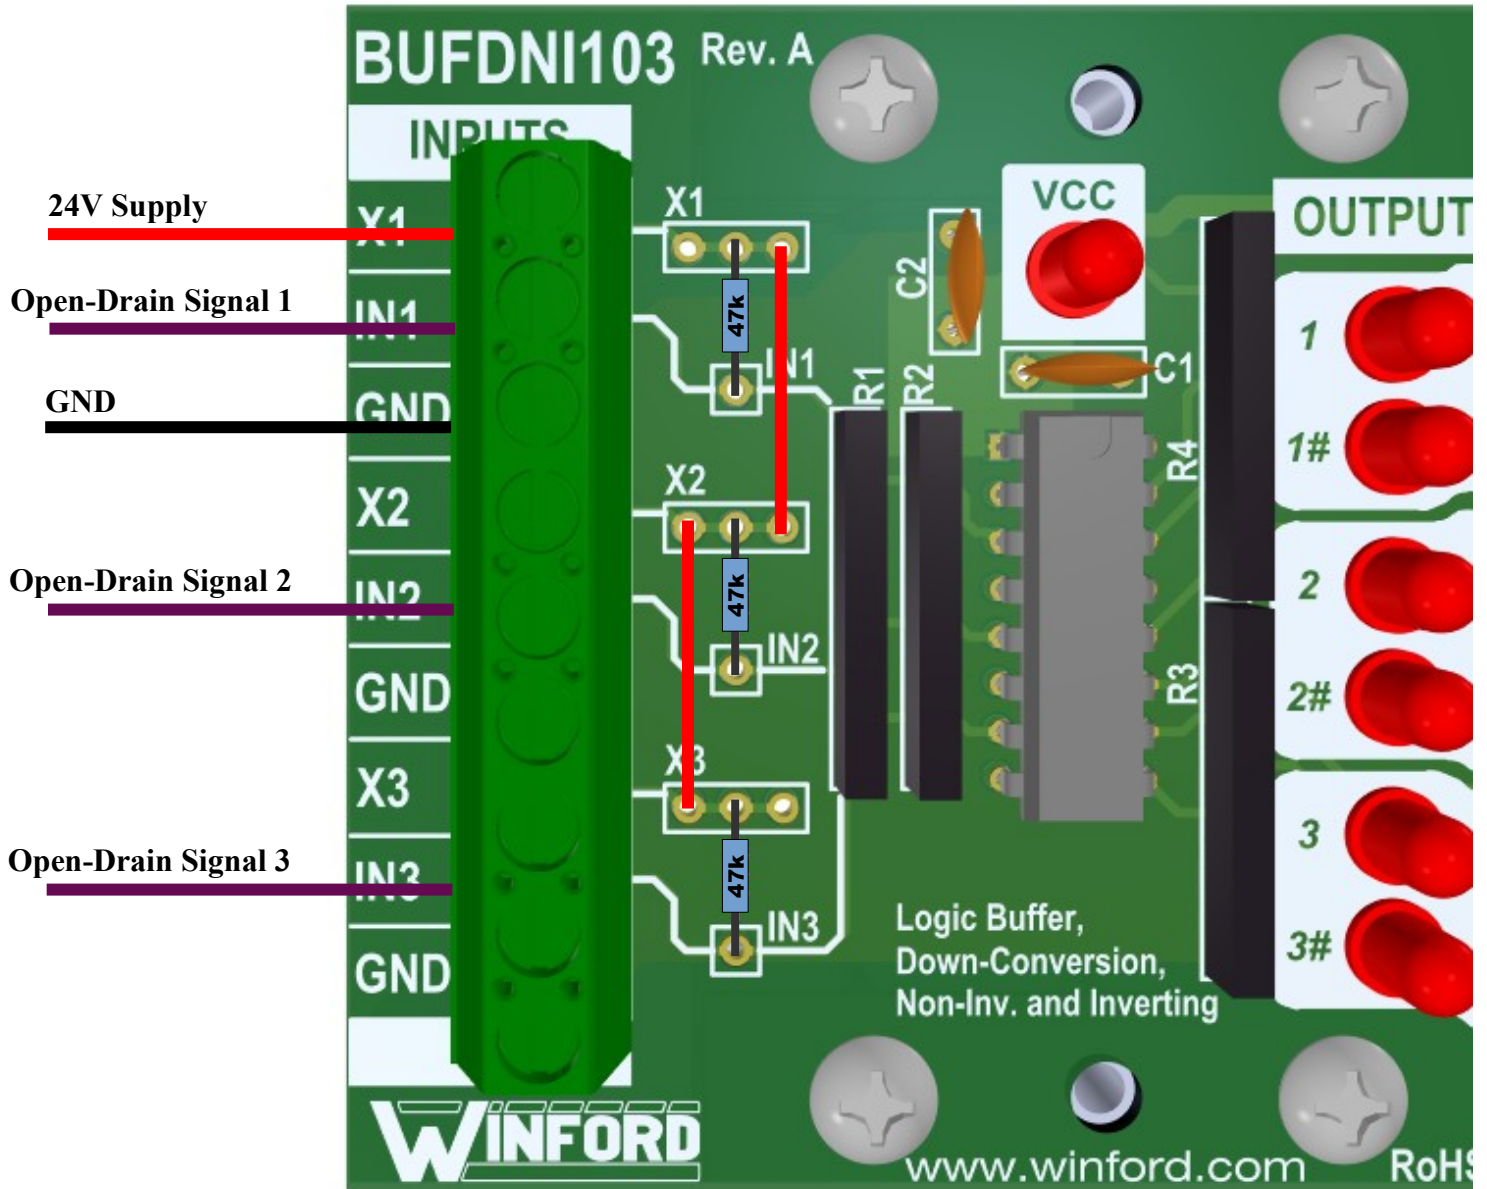 BUFDNI103 Rev. A
INPUTS
24V Supply
X1
Open-Drain Signal 1
IN1
GND
GND
X2
Open-Drain Signal 2
IN2
GND
X3
Open-Drain Signal 3
IN3
GND
X1
47k
IN1
X2
47k
IN2
X3
47k
IN3
C2
VCC
C1
R1
R2
R4
R3
OUTPUT
1
1#
2
2#
3
3#
Logic Buffer,
Down-Conversion,
Non-Inv. and Inverting
WINFORD
www.winford.com
RoHS